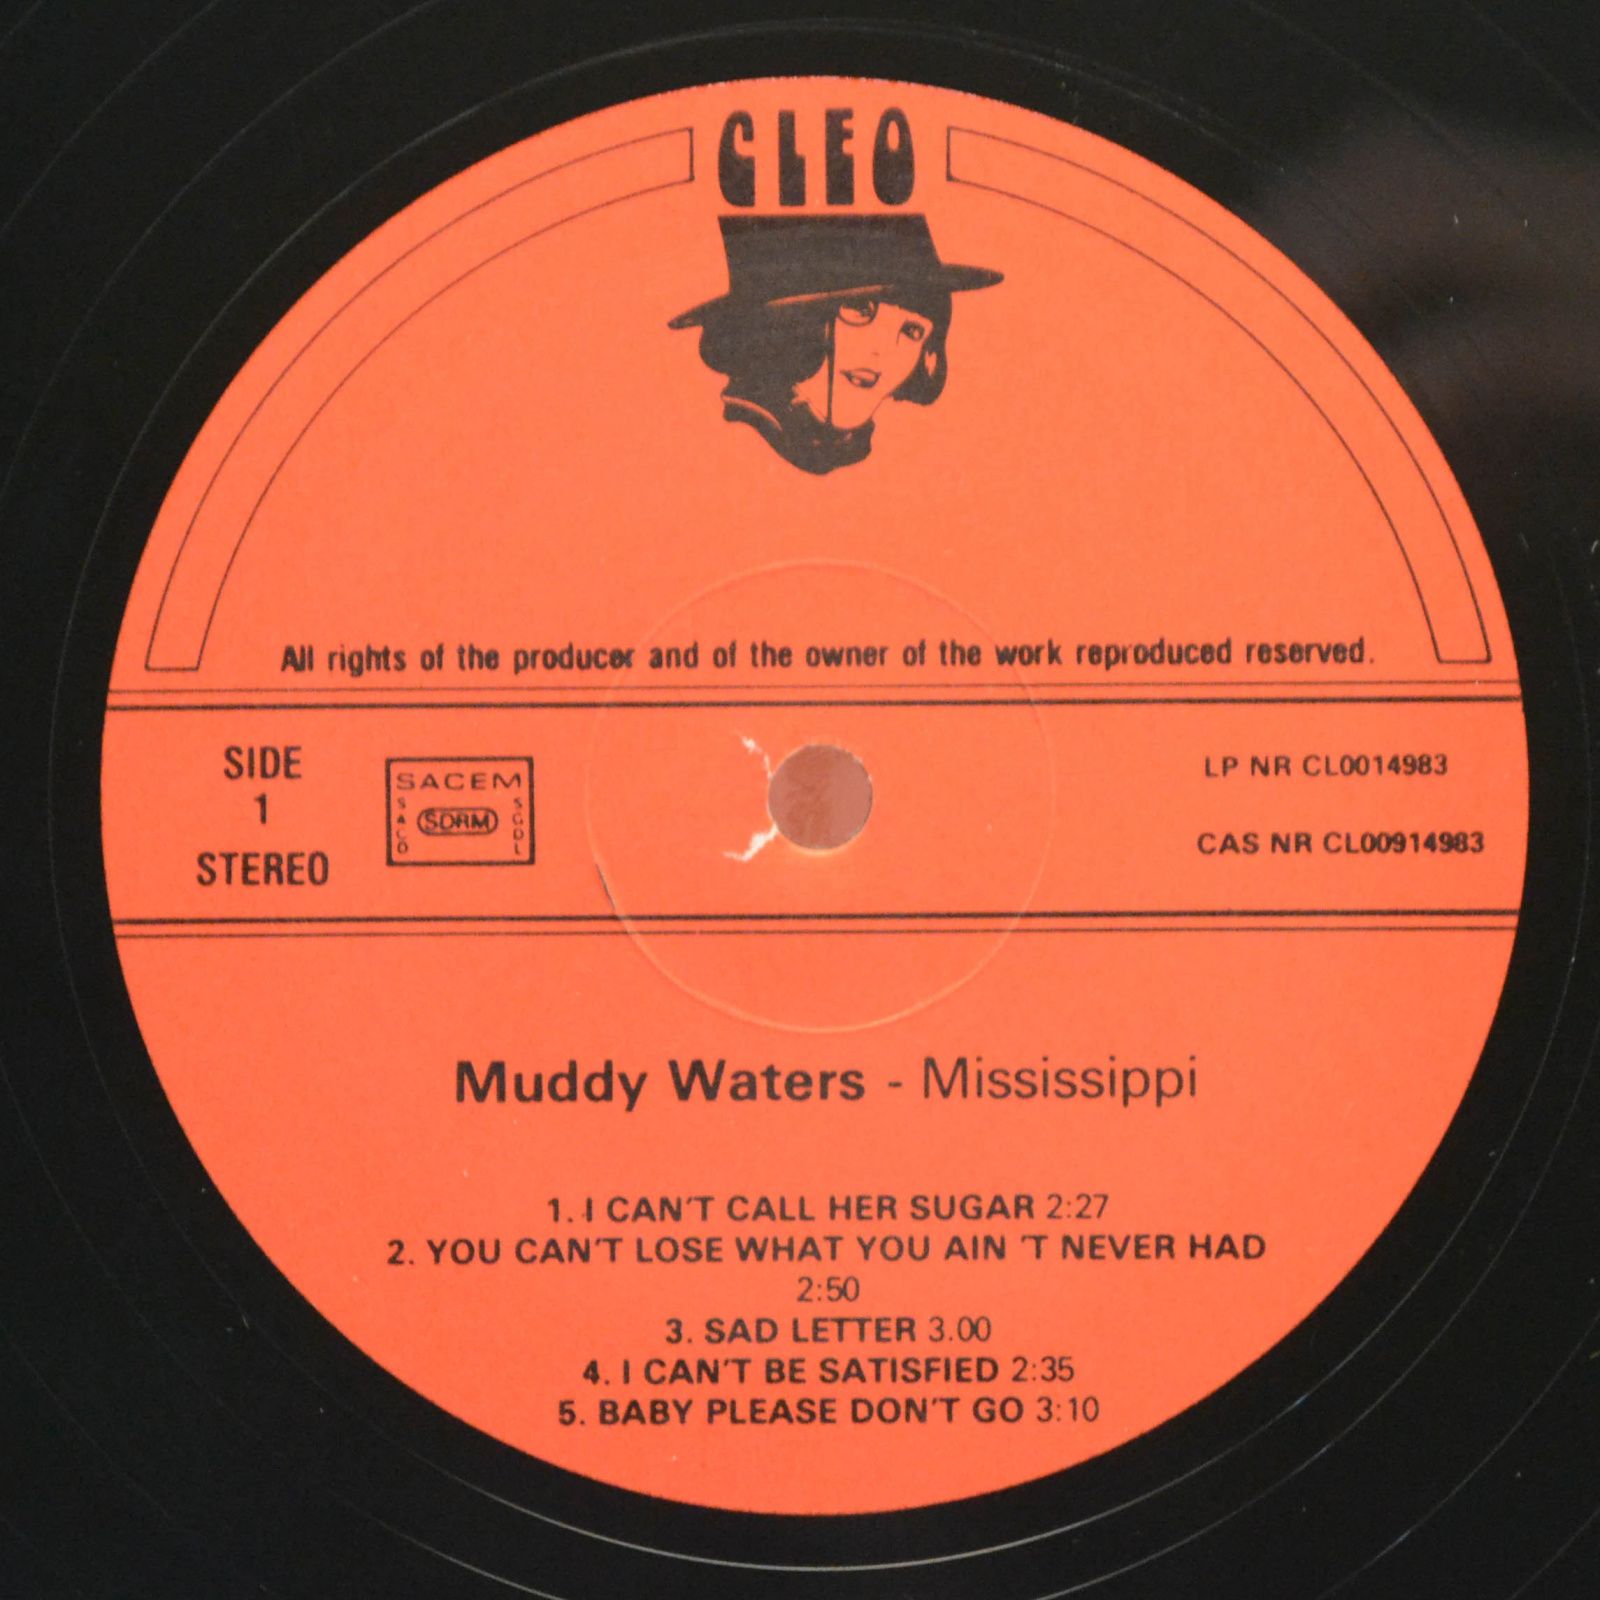 CLEO
All rights of the producer and of the owner of the work reproduced reserved.
SIDE
1
STEREO
SACEM
SACD
SDRM
SGDL
LP NR CL0014983
CAS NR CL00914983
Muddy Waters - Mississippi
1. I CAN'T CALL HER SUGAR 2:27
2. YOU CAN'T LOSE WHAT YOU AIN 'T NEVER HAD
2:50
3. SAD LETTER 3.00
4. I CAN'T BE SATISFIED 2:35
5. BABY PLEASE DON'T GO 3:10